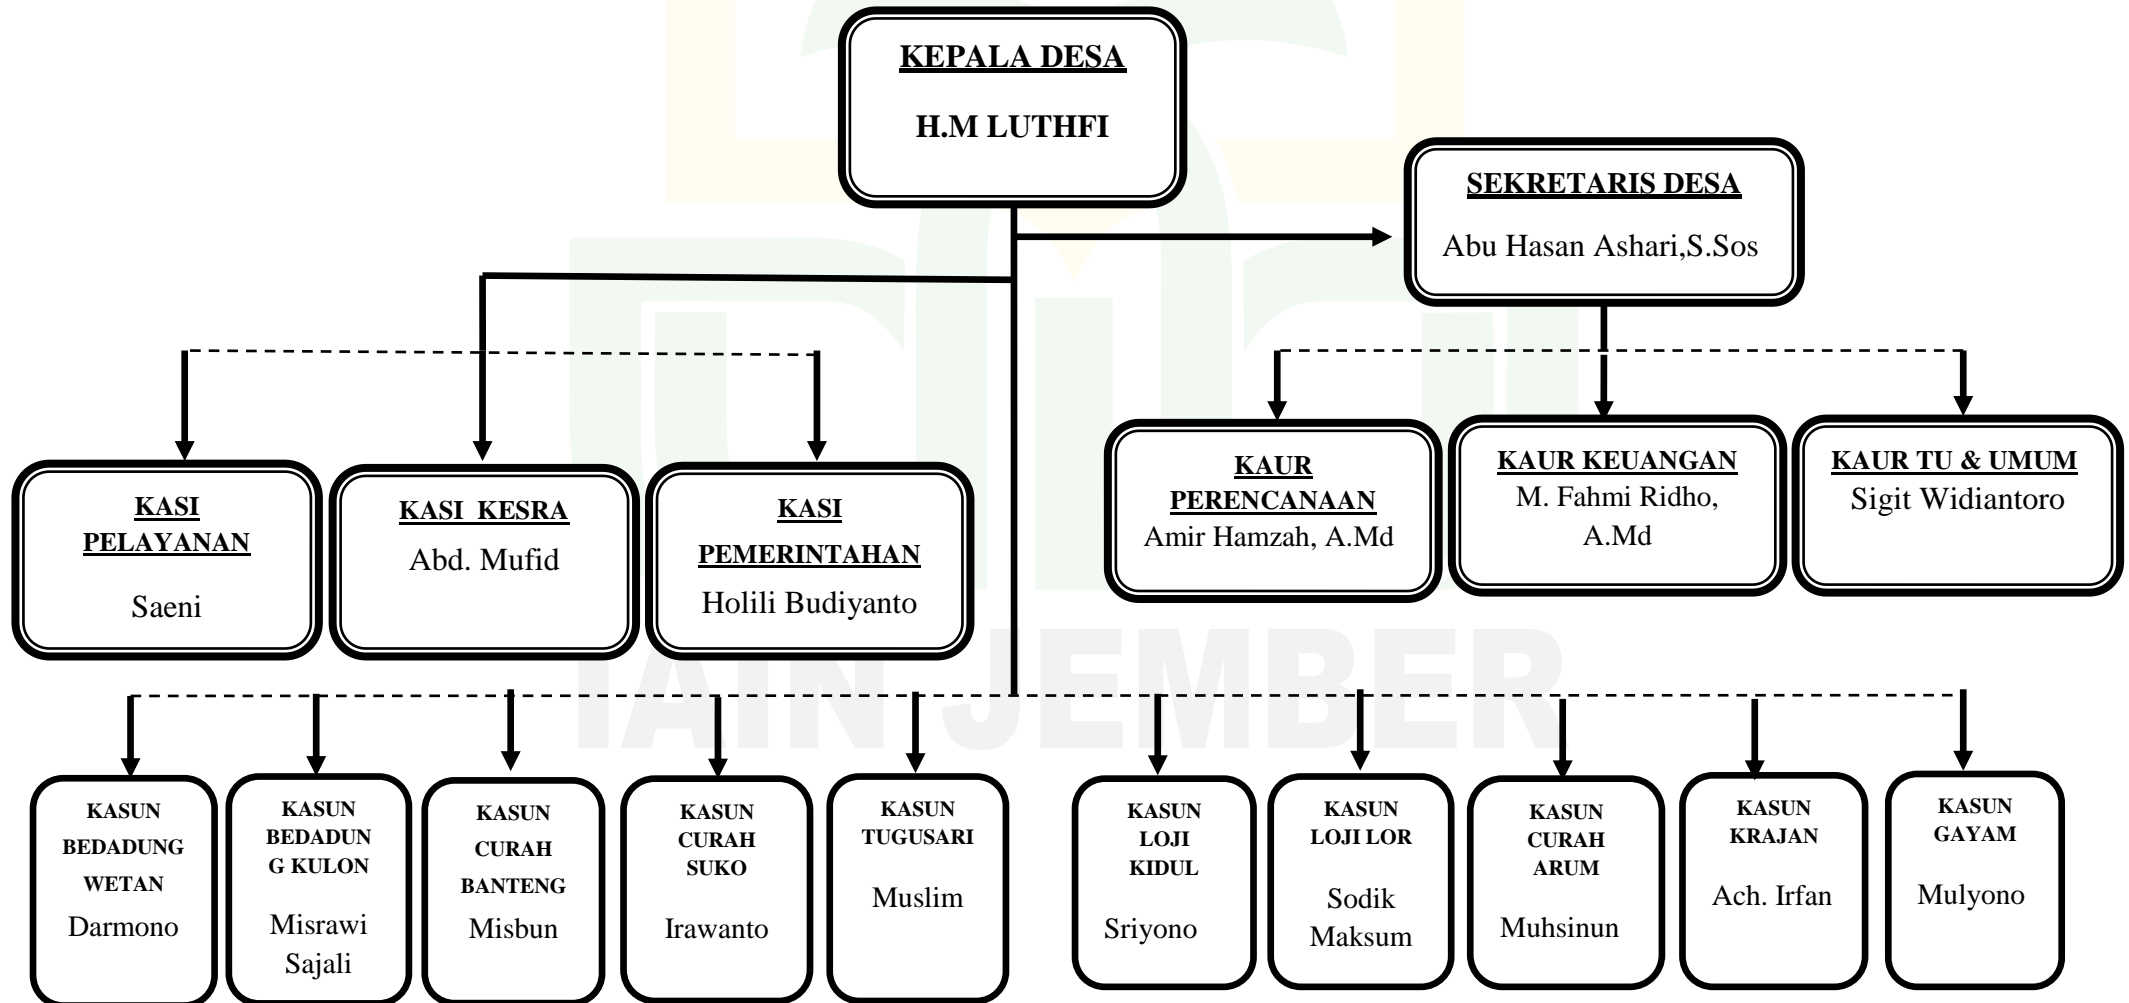 KEPALA DESA
H.M LUTHFI
SEKRETARIS DESA
Abu Hasan Ashari,S.Sos
KASI
PELAYANAN
Saeni
KASI KESRA
Abd. Mufid
KASI
PEMERINTAHAN
Holili Budiyanto
KAUR
PERENCANAAN
Amir Hamzah, A.Md
KAUR KEUANGAN
M. Fahmi Ridho,
A.Md
KAUR TU & UMUM
Sigit Widiantoro
IAIN JEMBER
KASUN
BEDADUNG
WETAN
Darmono
KASUN
BEDADUN
G KULON
Misrawi
Sajali
KASUN
CURAH
BANTENG
Misbun
KASUN
CURAH
SUKO
Irawanto
KASUN
TUGUSARI
Muslim
KASUN
LOJI
KIDUL
Sriyono
KASUN
LOJI LOR
Sodik
Maksum
KASUN
CURAH
ARUM
Muhsinun
KASUN
KRAJAN
Ach. Irfan
KASUN
GAYAM
Mulyono